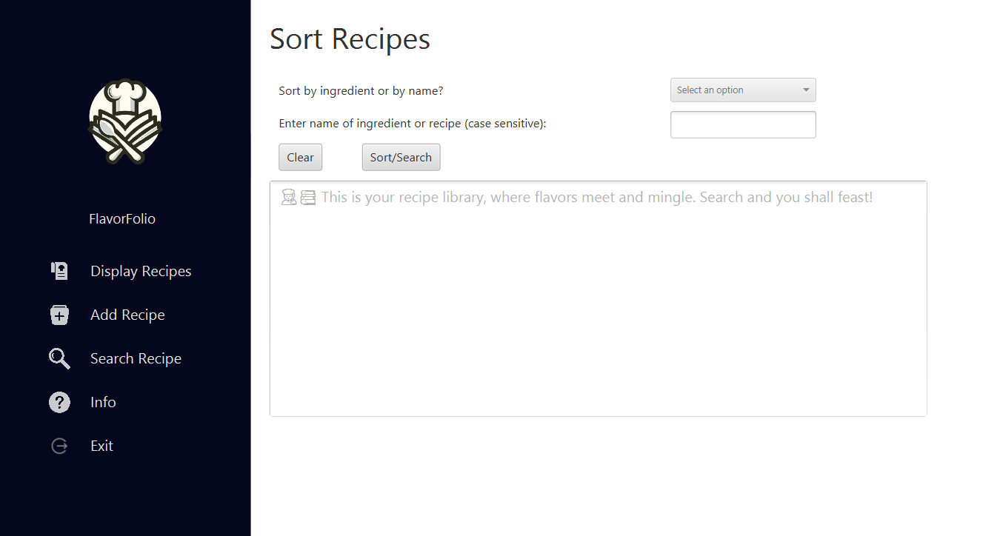 FlavorFolio
Display Recipes
Add Recipe
Search Recipe
Info
Exit
Sort Recipes
Sort by ingredient or by name?
Select an option
Enter name of ingredient or recipe (case sensitive):
Clear
Sort/Search
This is your recipe library, where flavors meet and mingle. Search and you shall feast!